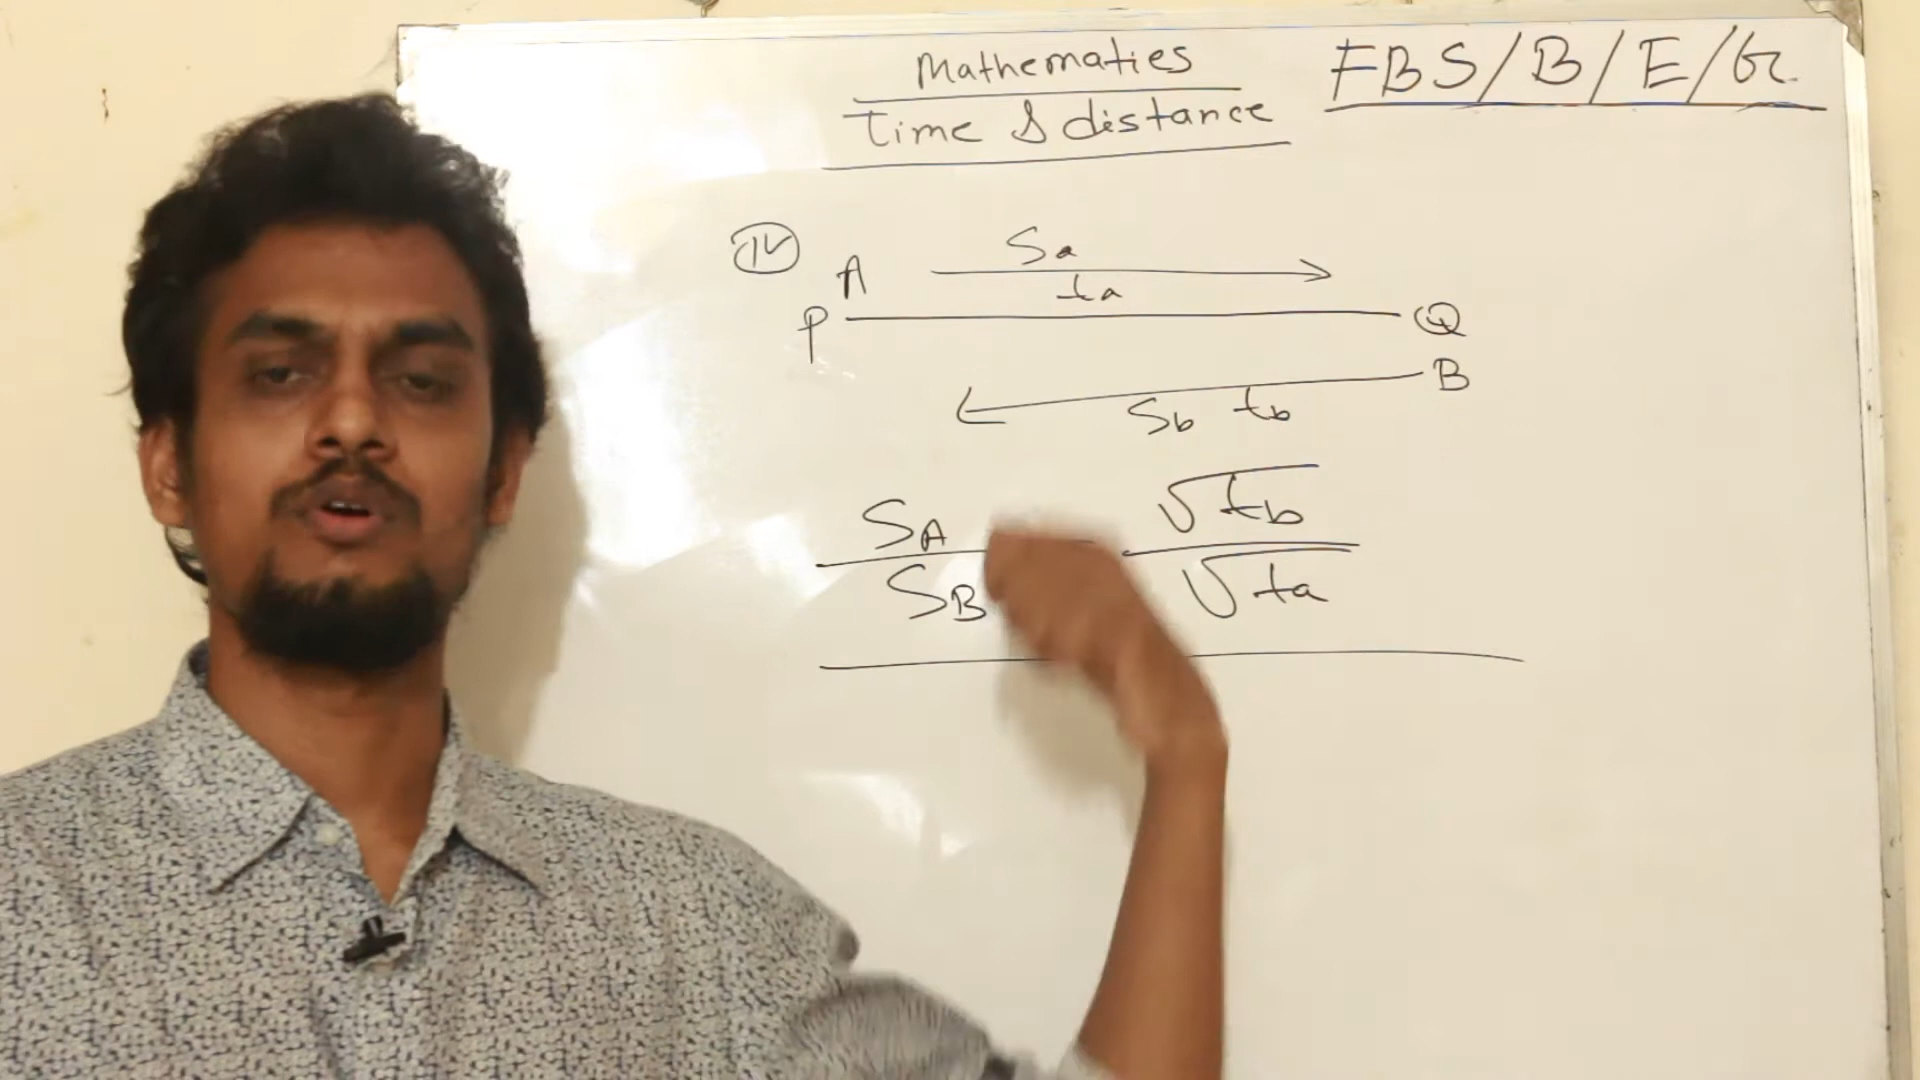 Mathematics
Time & distance
FBS/B/E/G
IV
A
Sa
ta
P
Q
B
Sb tb
SA
SB
√tb
√ta